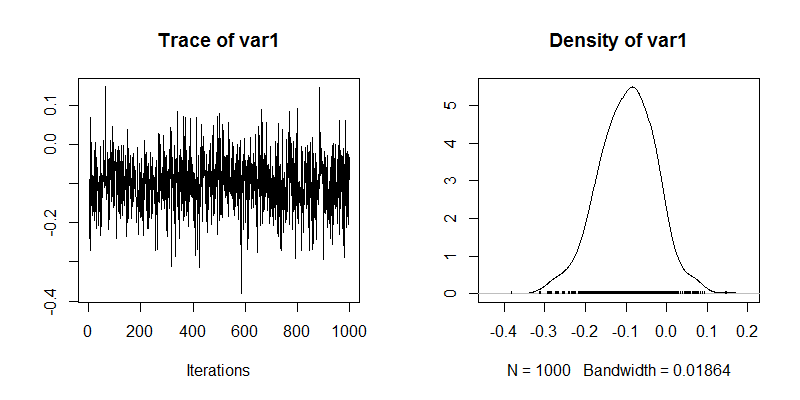 Trace of var1
0.1
0.0
-0.2
-0.4
0 200 400 600 800 1000
Iterations
Density of var1
5
4
3
2
1
0
-0.4 -0.3 -0.2 -0.1 0.0 0.1 0.2
N = 1000 Bandwidth = 0.01864